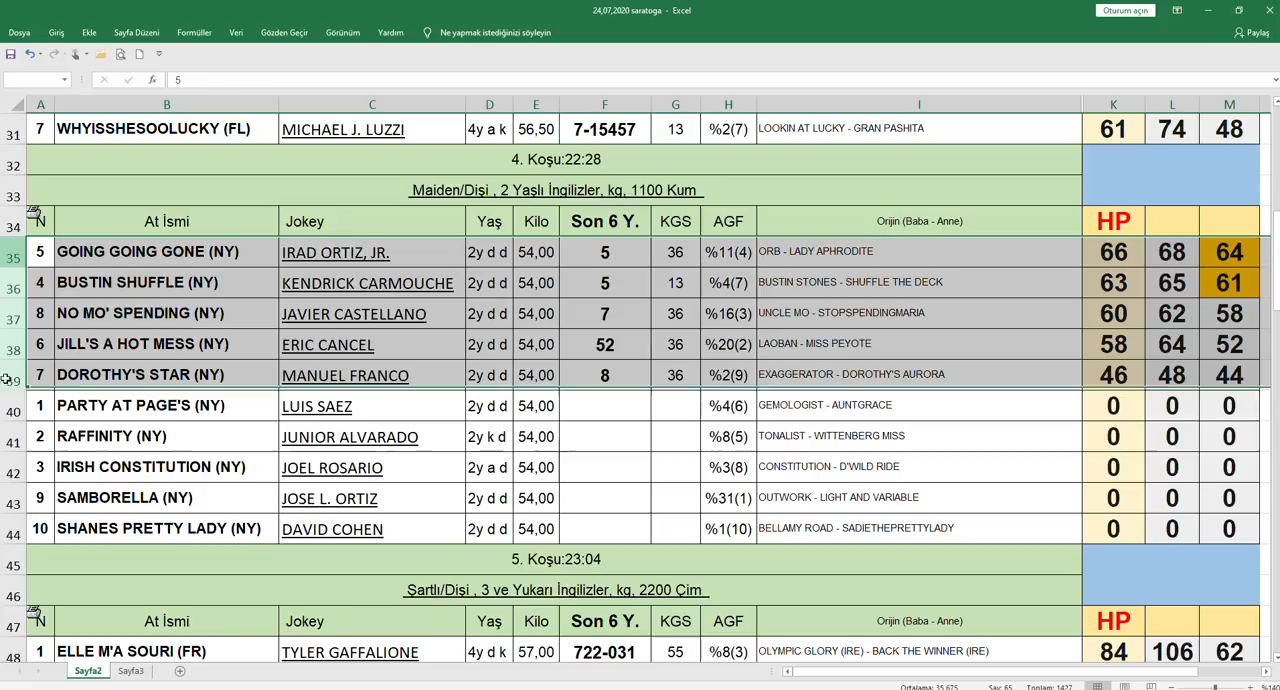 24,07,2020 saratoga - Excel
Oturum açın
Dosya Giriş Ekle Sayfa Düzeni Formüller Veri Gözden Geçir Görünüm Yardım Ne yapmak istediğinizi söyleyin Paylaş
fx 5
A B C D E F G H I K L M
31 7 WHYISSHESOOLUCKY (FL) MICHAEL J. LUZZI 4y a k 56,50 7-15457 13 %2(7) LOOKIN AT LUCKY - GRAN PASHITA 61 74 48
32 4. Koşu:22:28
33 Maiden/Dişi , 2 Yaşlı İngilizler, kg, 1100 Kum
34 N At İsmi Jokey Yaş Kilo Son 6 Y. KGS AGF Orijin (Baba - Anne) HP
35 5 GOING GOING GONE (NY) IRAD ORTIZ, JR. 2y d d 54,00 5 36 %11(4) ORB - LADY APHRODITE 66 68 64
36 4 BUSTIN SHUFFLE (NY) KENDRICK CARMOUCHE 2y d d 54,00 5 13 %4(7) BUSTIN STONES - SHUFFLE THE DECK 63 65 61
37 8 NO MO' SPENDING (NY) JAVIER CASTELLANO 2y d d 54,00 7 36 %16(3) UNCLE MO - STOPSPENDINGMARIA 60 62 58
38 6 JILL'S A HOT MESS (NY) ERIC CANCEL 2y d d 54,00 52 36 %20(2) LAOBAN - MISS PEYOTE 58 64 52
39 7 DOROTHY'S STAR (NY) MANUEL FRANCO 2y d d 54,00 8 36 %2(9) EXAGGERATOR - DOROTHY'S AURORA 46 48 44
40 1 PARTY AT PAGE'S (NY) LUIS SAEZ 2y d d 54,00 %4(6) GEMOLOGIST - AUNTGRACE 0 0 0
41 2 RAFFINITY (NY) JUNIOR ALVARADO 2y k d 54,00 %8(5) TONALIST - WITTENBERG MISS 0 0 0
42 3 IRISH CONSTITUTION (NY) JOEL ROSARIO 2y a d 54,00 %3(8) CONSTITUTION - D'WILD RIDE 0 0 0
43 9 SAMBORELLA (NY) JOSE L. ORTIZ 2y d d 54,00 %31(1) OUTWORK - LIGHT AND VARIABLE 0 0 0
44 10 SHANES PRETTY LADY (NY) DAVID COHEN 2y d d 54,00 %1(10) BELLAMY ROAD - SADIETHEPRETTYLADY 0 0 0
45 5. Koşu:23:04
46 Şartlı/Dişi , 3 ve Yukarı İngilizler, kg, 2200 Çim
47 N At İsmi Jokey Yaş Kilo Son 6 Y. KGS AGF Orijin (Baba - Anne) HP
48 1 ELLE M'A SOURI (FR) TYLER GAFFALIONE 4y d k 57,00 722-031 55 %8(3) OLYMPIC GLORY (IRE) - BACK THE WINNER (IRE) 84 106 62
Sayfa2 Sayfa3
Ortalama: 35,675 Say: 65 Toplam: 1427 %140